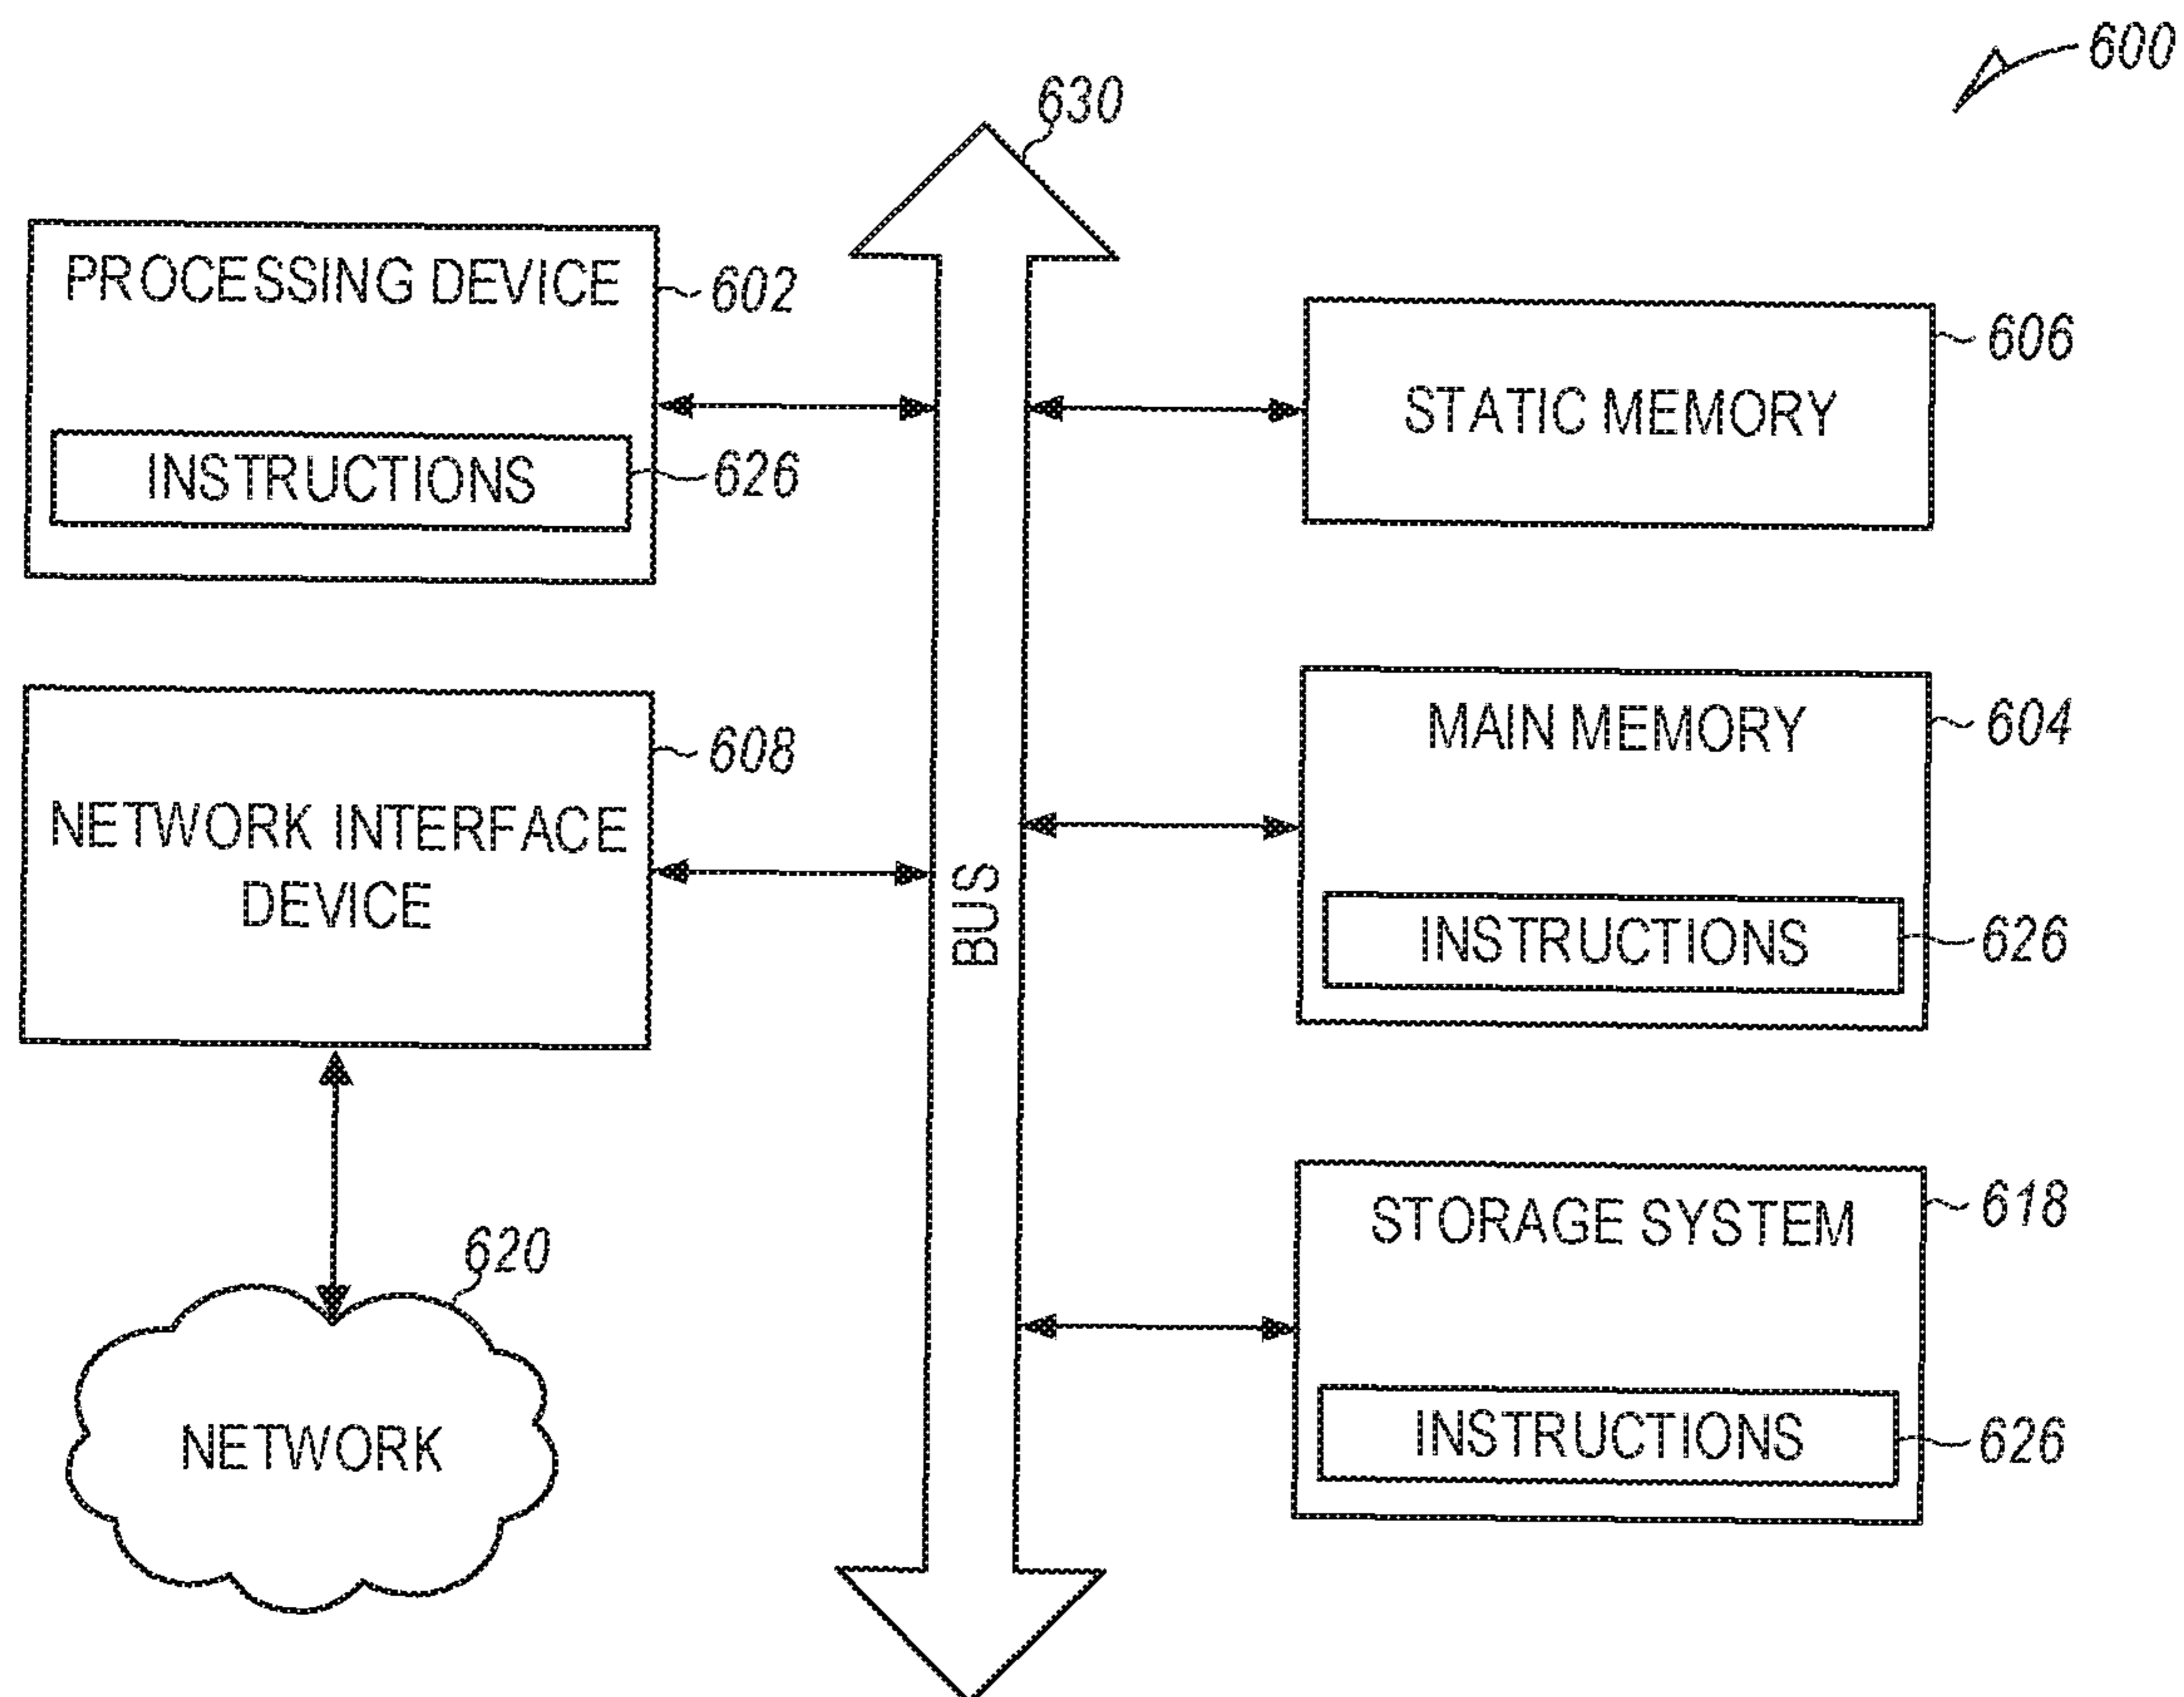 600
630
PROCESSING DEVICE
602
INSTRUCTIONS
626
STATIC MEMORY
606
NETWORK INTERFACE
DEVICE
608
BUS
MAIN MEMORY
604
INSTRUCTIONS
626
STORAGE SYSTEM
618
INSTRUCTIONS
626
620
NETWORK